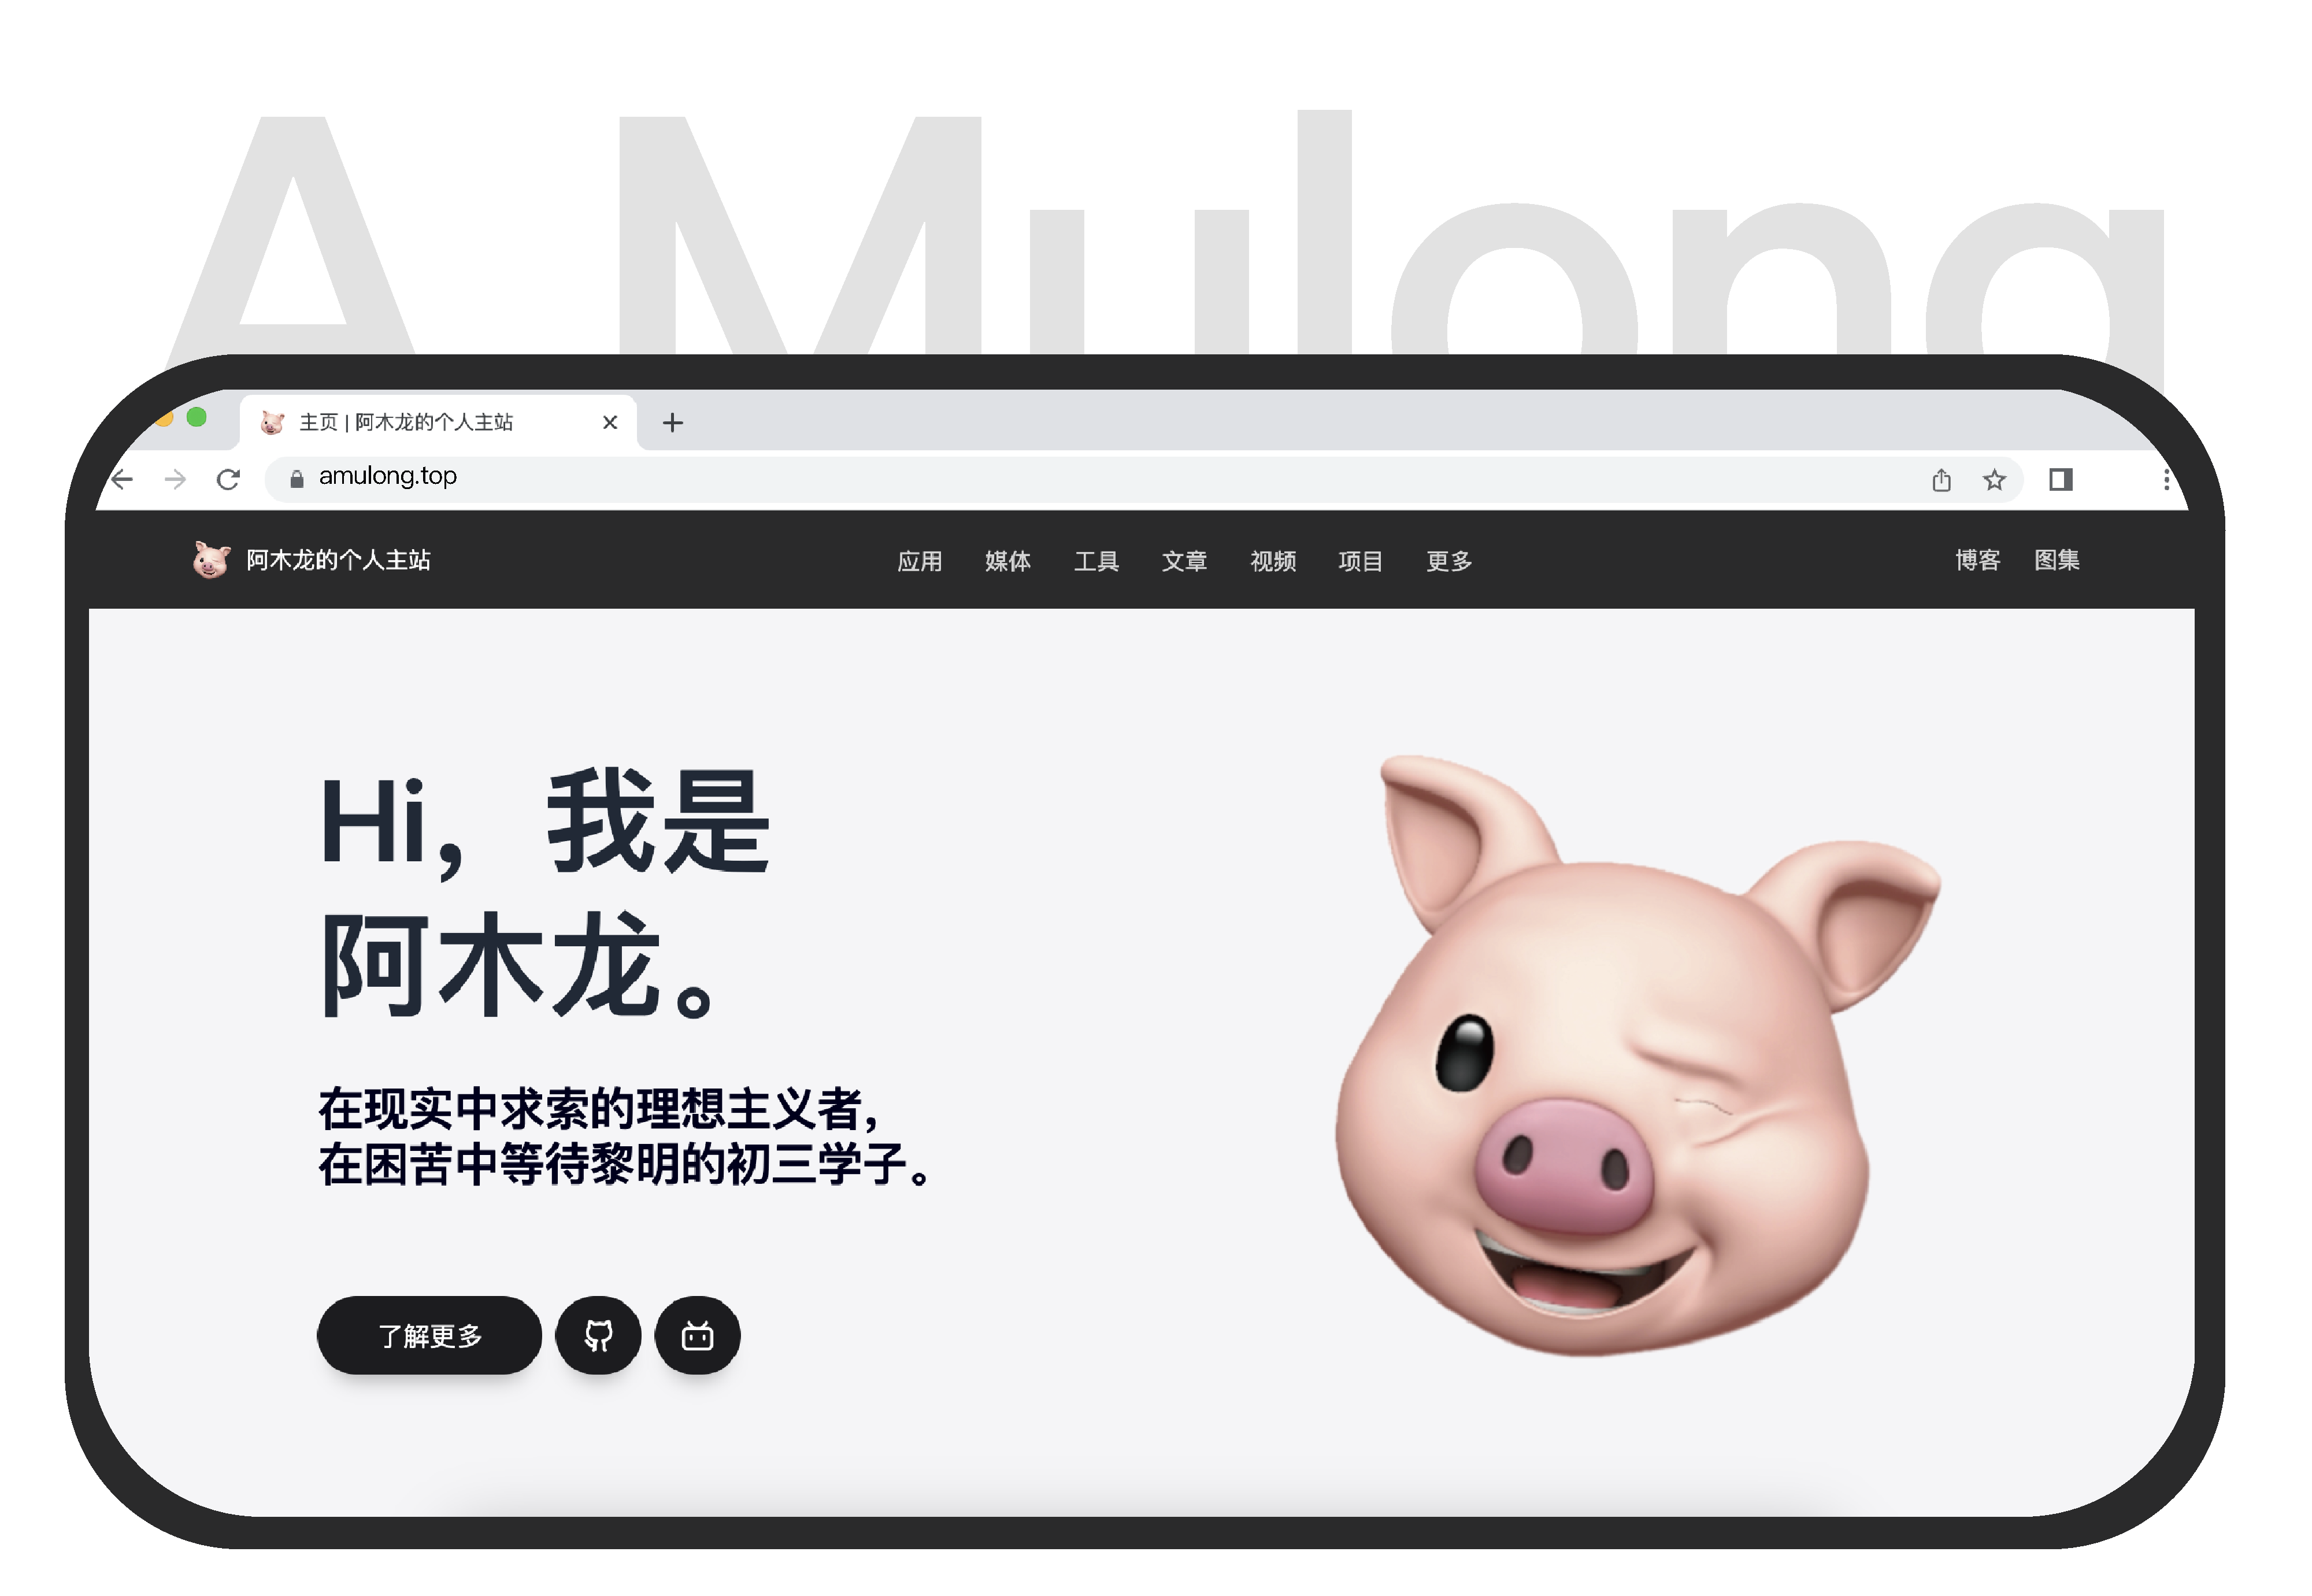 A Mulong
主页 | 阿木龙的个人主站
amulong.top
阿木龙的个人主站
应用 媒体 工具 文章 视频 项目 更多
博客 图集
Hi，我是
阿木龙。
在现实中求索的理想主义者，
在困苦中等待黎明的初三学子。
了解更多